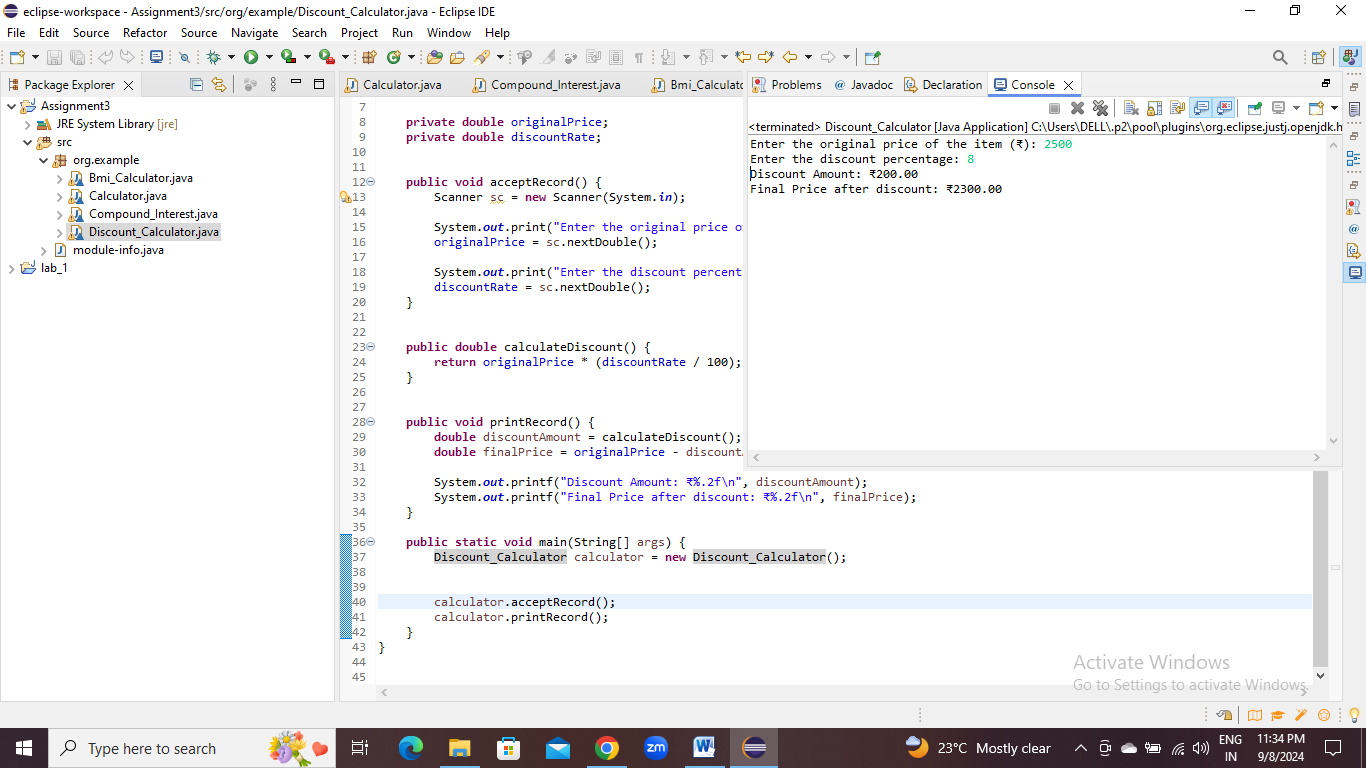 eclipse-workspace - Assignment3/src/org/example/Discount_Calculator.java - Eclipse IDE
File Edit Source Refactor Source Navigate Search Project Run Window Help
Package Explorer
Assignment3
JRE System Library [jre]
src
org.example
Bmi_Calculator.java
Calculator.java
Compound_Interest.java
Discount_Calculator.java
module-info.java
lab_1
Calculator.java Compound_Interest.java Bmi_Calculato
7
8 private double originalPrice;
9 private double discountRate;
10
11
12 public void acceptRecord() {
13 Scanner sc = new Scanner(System.in);
14
15 System.out.print("Enter the original price o
16 originalPrice = sc.nextDouble();
17
18 System.out.print("Enter the discount percent
19 discountRate = sc.nextDouble();
20 }
21
22
23 public double calculateDiscount() {
24 return originalPrice * (discountRate / 100);
25 }
26
27
28 public void printRecord() {
29 double discountAmount = calculateDiscount();
30 double finalPrice = originalPrice - discount
31
32 System.out.printf("Discount Amount: ₹%.2f\n", discountAmount);
33 System.out.printf("Final Price after discount: ₹%.2f\n", finalPrice);
34 }
35
36 public static void main(String[] args) {
37 Discount_Calculator calculator = new Discount_Calculator();
38
39
40 calculator.acceptRecord();
41 calculator.printRecord();
42 }
43 }
44
45
Problems @ Javadoc Declaration Console
<terminated> Discount_Calculator [Java Application] C:\Users\DELL\.p2\pool\plugins\org.eclipse.justj.openjdk.h
Enter the original price of the item (₹): 2500
Enter the discount percentage: 8
Discount Amount: ₹200.00
Final Price after discount: ₹2300.00
Activate Windows
Go to Settings to activate Windows.
Type here to search
zm
W
23°C Mostly clear
ENG
IN
11:34 PM
9/8/2024